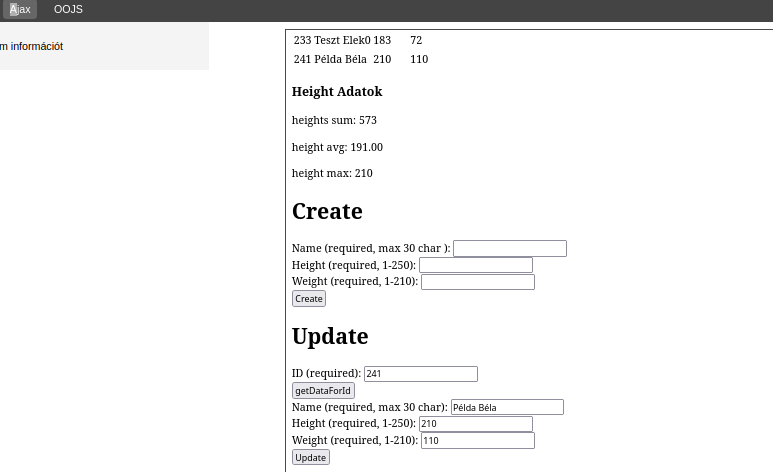 Ajax OOJS
m információt
233 Teszt Elek0 183 72
241 Példa Béla 210 110
Height Adatok
heights sum: 573
height avg: 191.00
height max: 210
Create
Name (required, max 30 char ):
Height (required, 1-250):
Weight (required, 1-210):
Create
Update
ID (required): 241
getDataForId
Name (required, max 30 char): Példa Béla
Height (required, 1-250): 210
Weight (required, 1-210): 110
Update